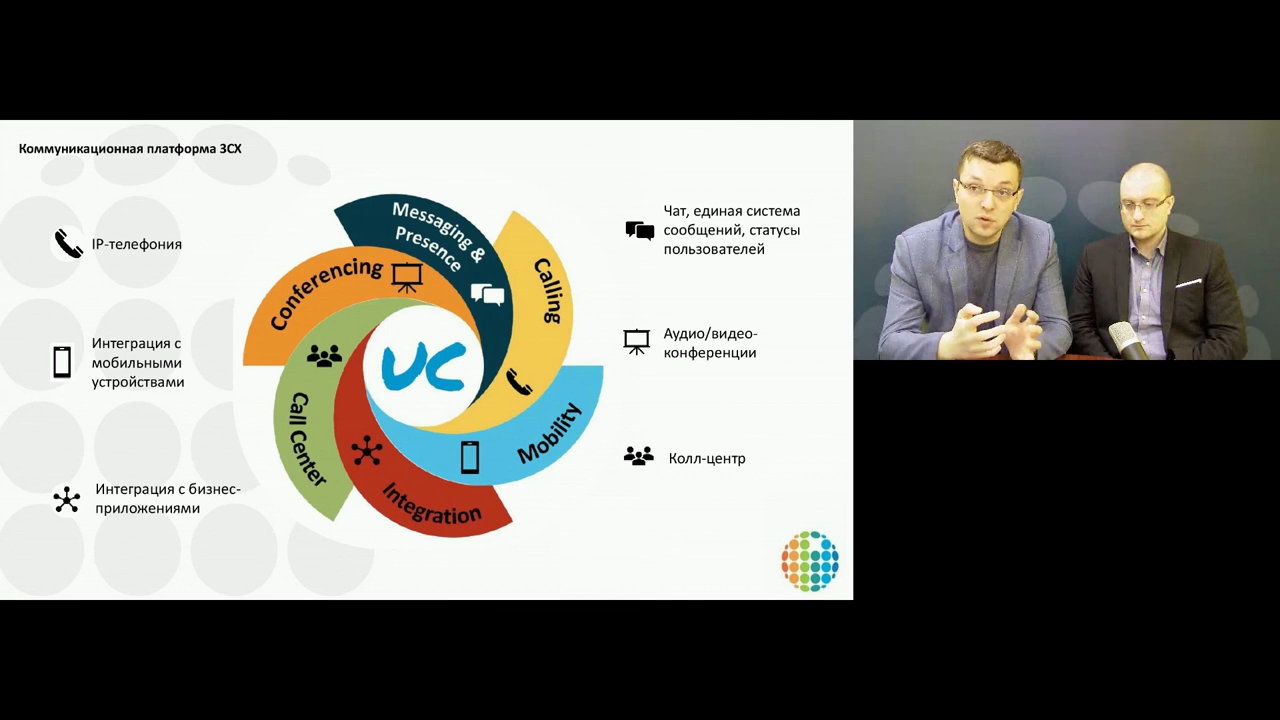 Коммуникационная платформа 3CX
IP-телефония
Интеграция с
мобильными
устройствами
Интеграция с бизнес-
приложениями
Messaging &
Presence
Calling
Conferencing
UC
Call Center
Mobility
Integration
Чат, единая система
сообщений, статусы
пользователей
Аудио/видео-
конференции
Колл-центр